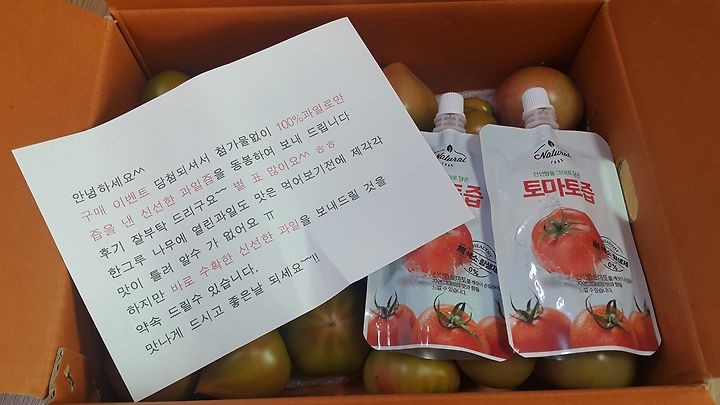 안녕하세요^^
구매 이벤트 당첨되셔서 첨가물없이 100%과일로만
즙을 낸 신선한 과일즙을 동봉하여 보내 드립니다
후기 잘부탁 드리구요~ 별 표 많이요^^ ㅎㅎ
한그루 나무에 열린과일도 맛은 먹어보기전에 제각각
맛이 틀려 알수 가 없어요 ㅠ
하지만 바로 수확한 신선한 과일을 보내드릴 것을
약속 드릴수 있습니다.
맛나게 드시고 좋은날 되세요~~!!
Natural
Natural
FARM
토마토즙
0%
0%